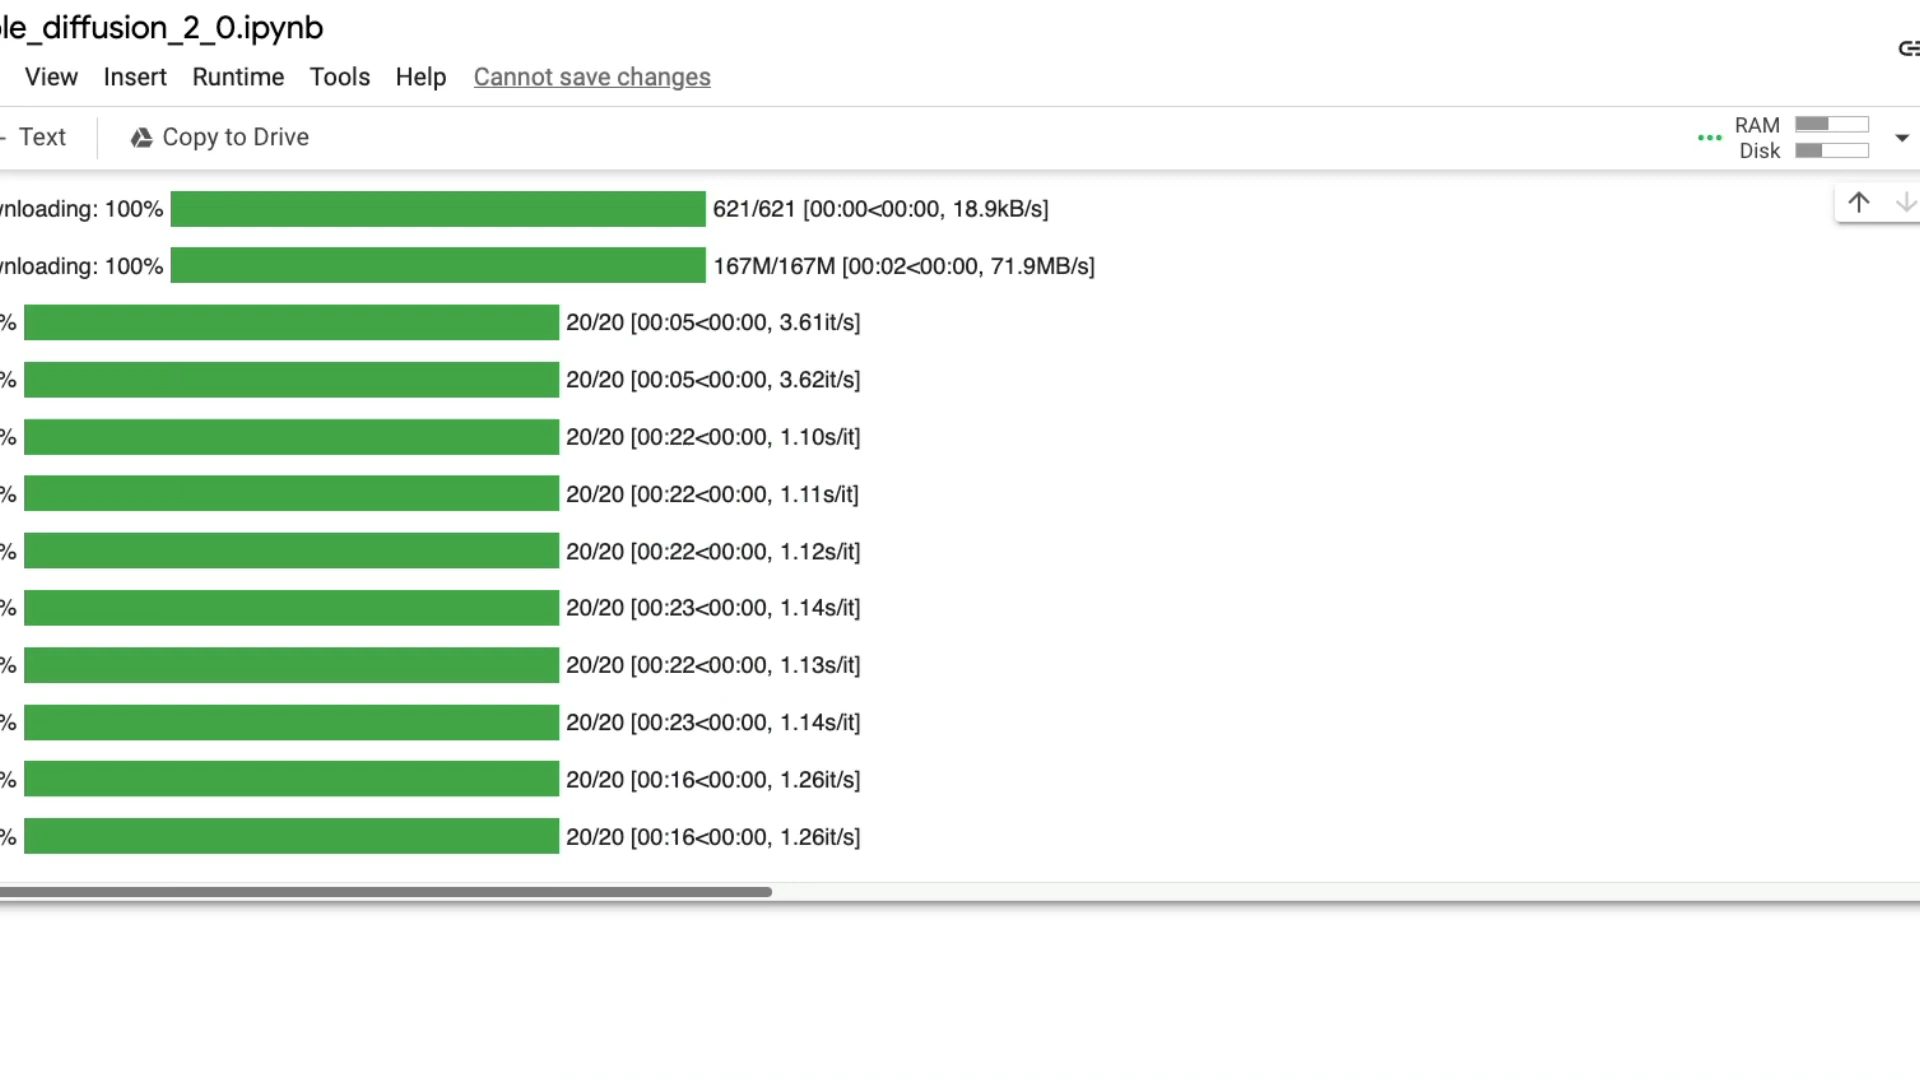 le_diffusion_2_0.ipynb
View Insert Runtime Tools Help Cannot save changes
Text Copy to Drive
RAM
Disk
wnloading: 100% 621/621 [00:00<00:00, 18.9kB/s]
wnloading: 100% 167M/167M [00:02<00:00, 71.9MB/s]
% 20/20 [00:05<00:00, 3.61it/s]
% 20/20 [00:05<00:00, 3.62it/s]
% 20/20 [00:22<00:00, 1.10s/it]
% 20/20 [00:22<00:00, 1.11s/it]
% 20/20 [00:22<00:00, 1.12s/it]
% 20/20 [00:23<00:00, 1.14s/it]
% 20/20 [00:22<00:00, 1.13s/it]
% 20/20 [00:23<00:00, 1.14s/it]
% 20/20 [00:16<00:00, 1.26it/s]
% 20/20 [00:16<00:00, 1.26it/s]